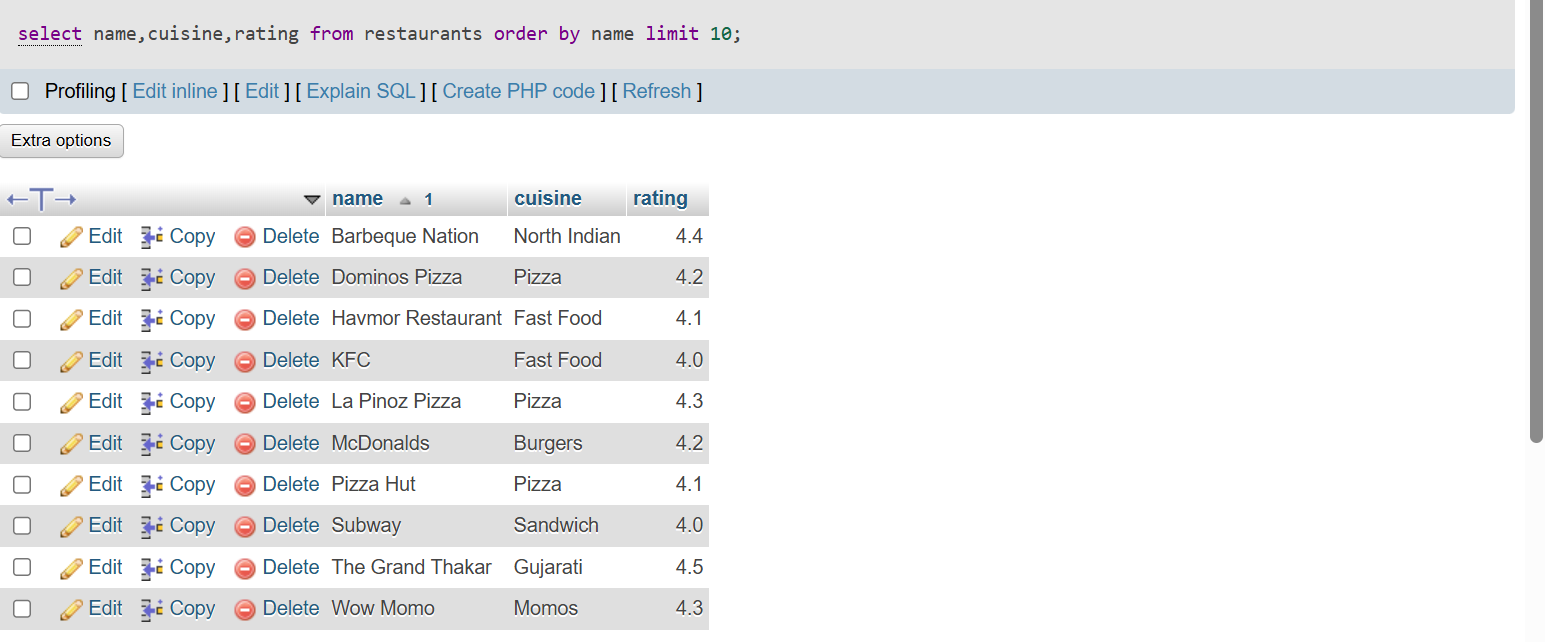 select name,cuisine,rating from restaurants order by name limit 10;
Profiling [ Edit inline ] [ Edit ] [ Explain SQL ] [ Create PHP code ] [ Refresh ]
Extra options
←T→ name 1 cuisine rating
Edit Copy Delete Barbeque Nation North Indian 4.4
Edit Copy Delete Dominos Pizza Pizza 4.2
Edit Copy Delete Havmor Restaurant Fast Food 4.1
Edit Copy Delete KFC Fast Food 4.0
Edit Copy Delete La Pinoz Pizza Pizza 4.3
Edit Copy Delete McDonalds Burgers 4.2
Edit Copy Delete Pizza Hut Pizza 4.1
Edit Copy Delete Subway Sandwich 4.0
Edit Copy Delete The Grand Thakar Gujarati 4.5
Edit Copy Delete Wow Momo Momos 4.3